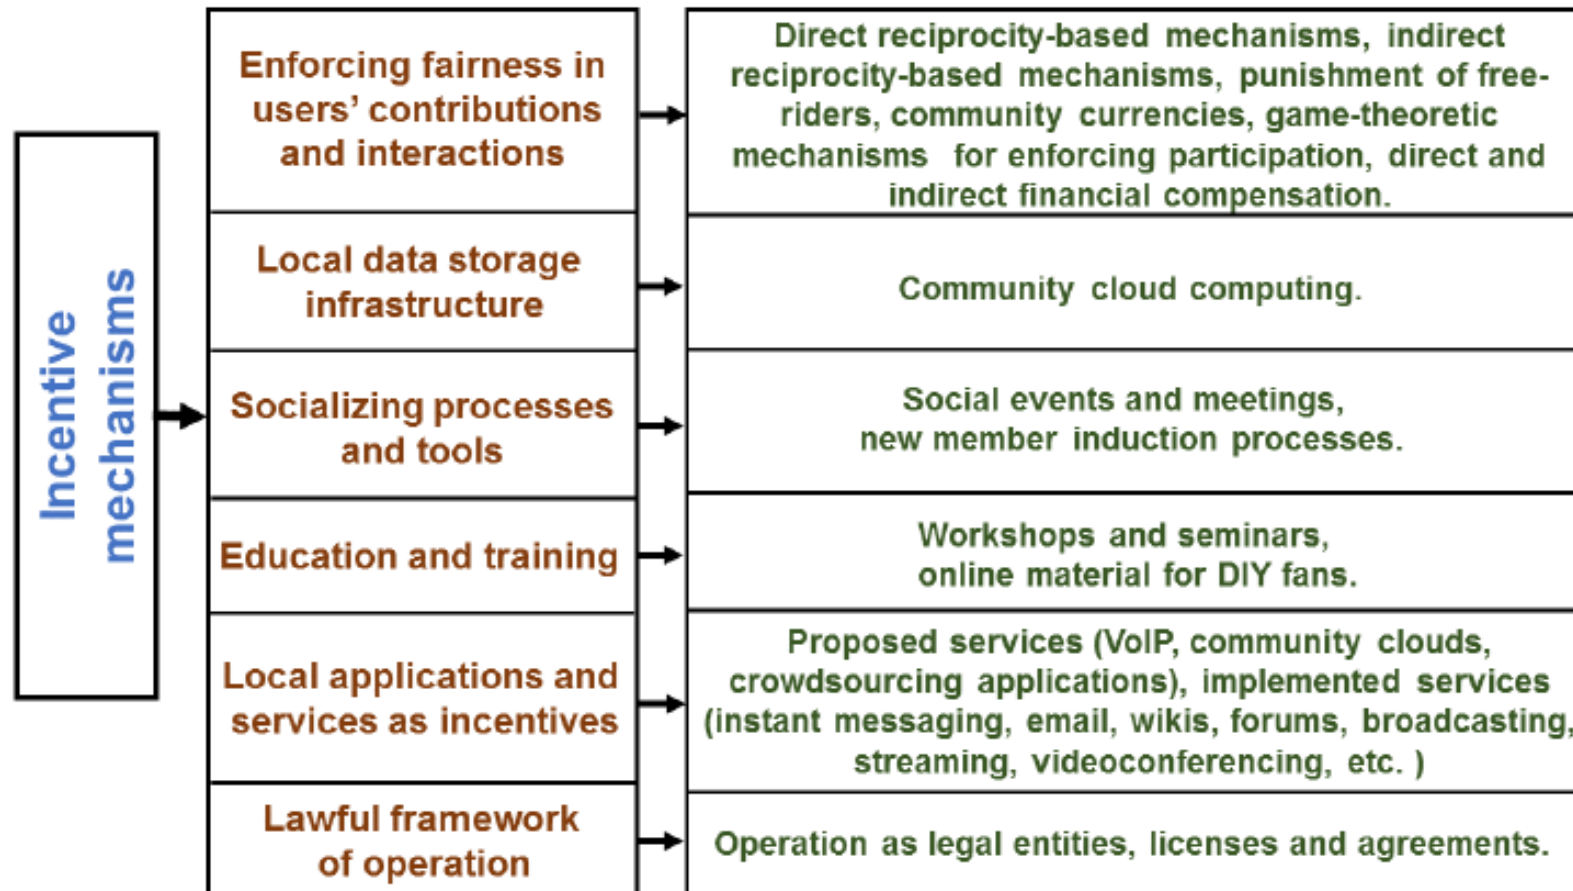 Incentive
mechanisms
Enforcing fairness in
users’ contributions
and interactions
Direct reciprocity-based mechanisms, indirect
reciprocity-based mechanisms, punishment of free-
riders, community currencies, game-theoretic
mechanisms for enforcing participation, direct and
indirect financial compensation.
Local data storage
infrastructure
Community cloud computing.
Socializing processes
and tools
Social events and meetings,
new member induction processes.
Education and training
Workshops and seminars,
online material for DIY fans.
Local applications and
services as incentives
Proposed services (VoIP, community clouds,
crowdsourcing applications), implemented services
(instant messaging, email, wikis, forums, broadcasting,
streaming, videoconferencing, etc. )
Lawful framework
of operation
Operation as legal entities, licenses and agreements.